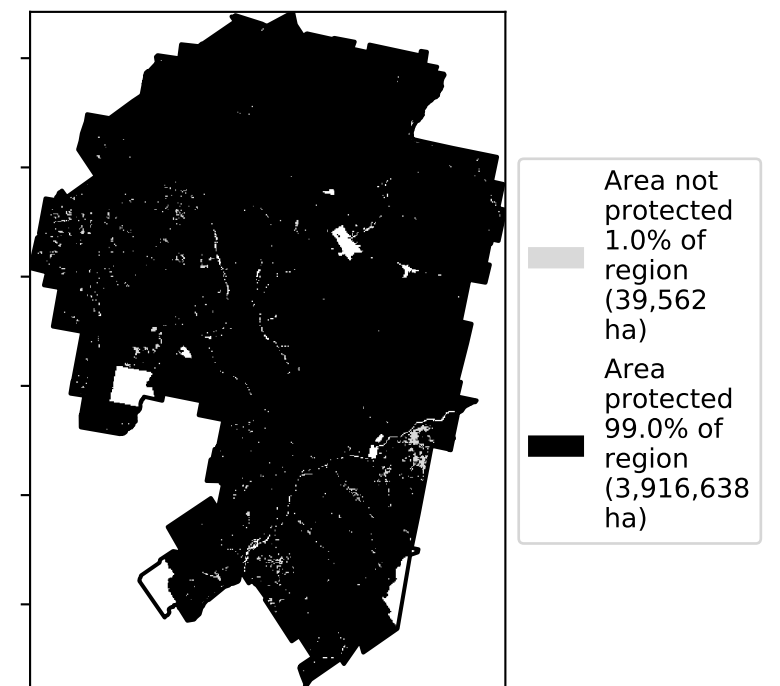 Area not
protected
1.0% of
region
(39,562
ha)
Area
protected
99.0% of
region
(3,916,638
ha)